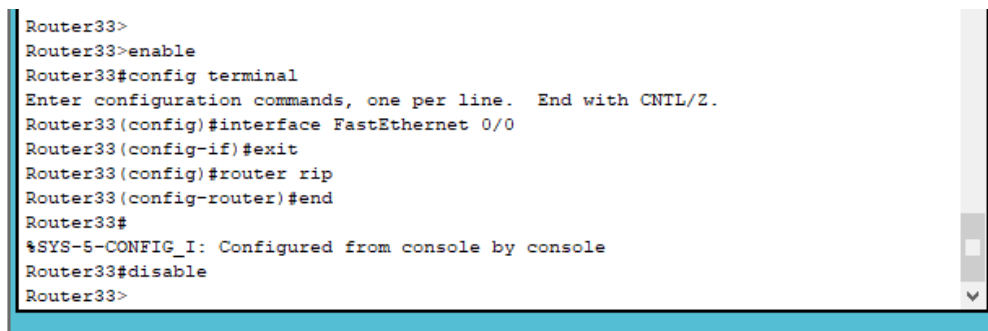 Router33>
Router33>enable
Router33#config terminal
Enter configuration commands, one per line.  End with CNTL/Z.
Router33(config)#interface FastEthernet 0/0
Router33(config-if)#exit
Router33(config)#router rip
Router33(config-router)#end
Router33#
%SYS-5-CONFIG_I: Configured from console by console
Router33#disable
Router33>